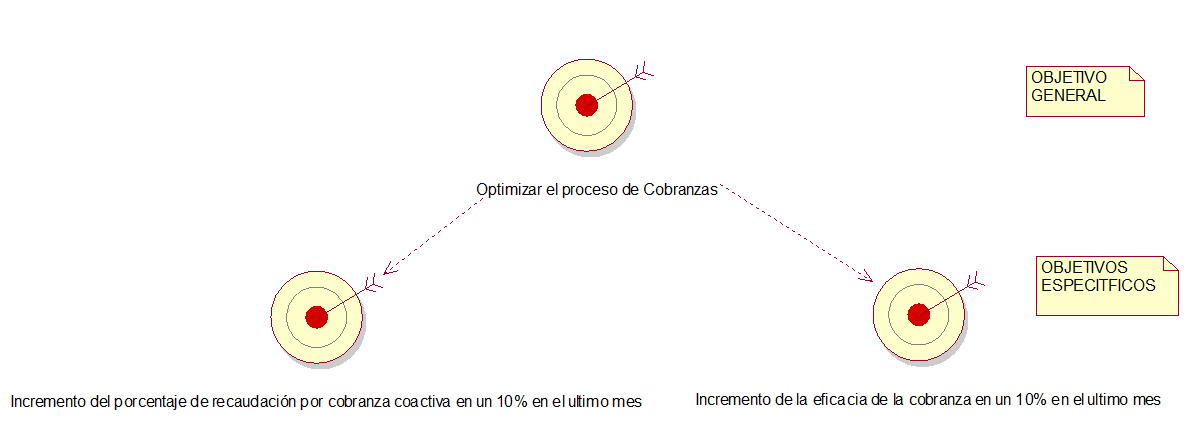 OBJETIVO
GENERAL
Optimizar el proceso de Cobranzas
OBJETIVOS
ESPECITFICOS
Incremento del porcentaje de recaudación por cobranza coactiva en un 10% en el ultimo mes
Incremento de la eficacia de la cobranza en un 10% en el ultimo mes